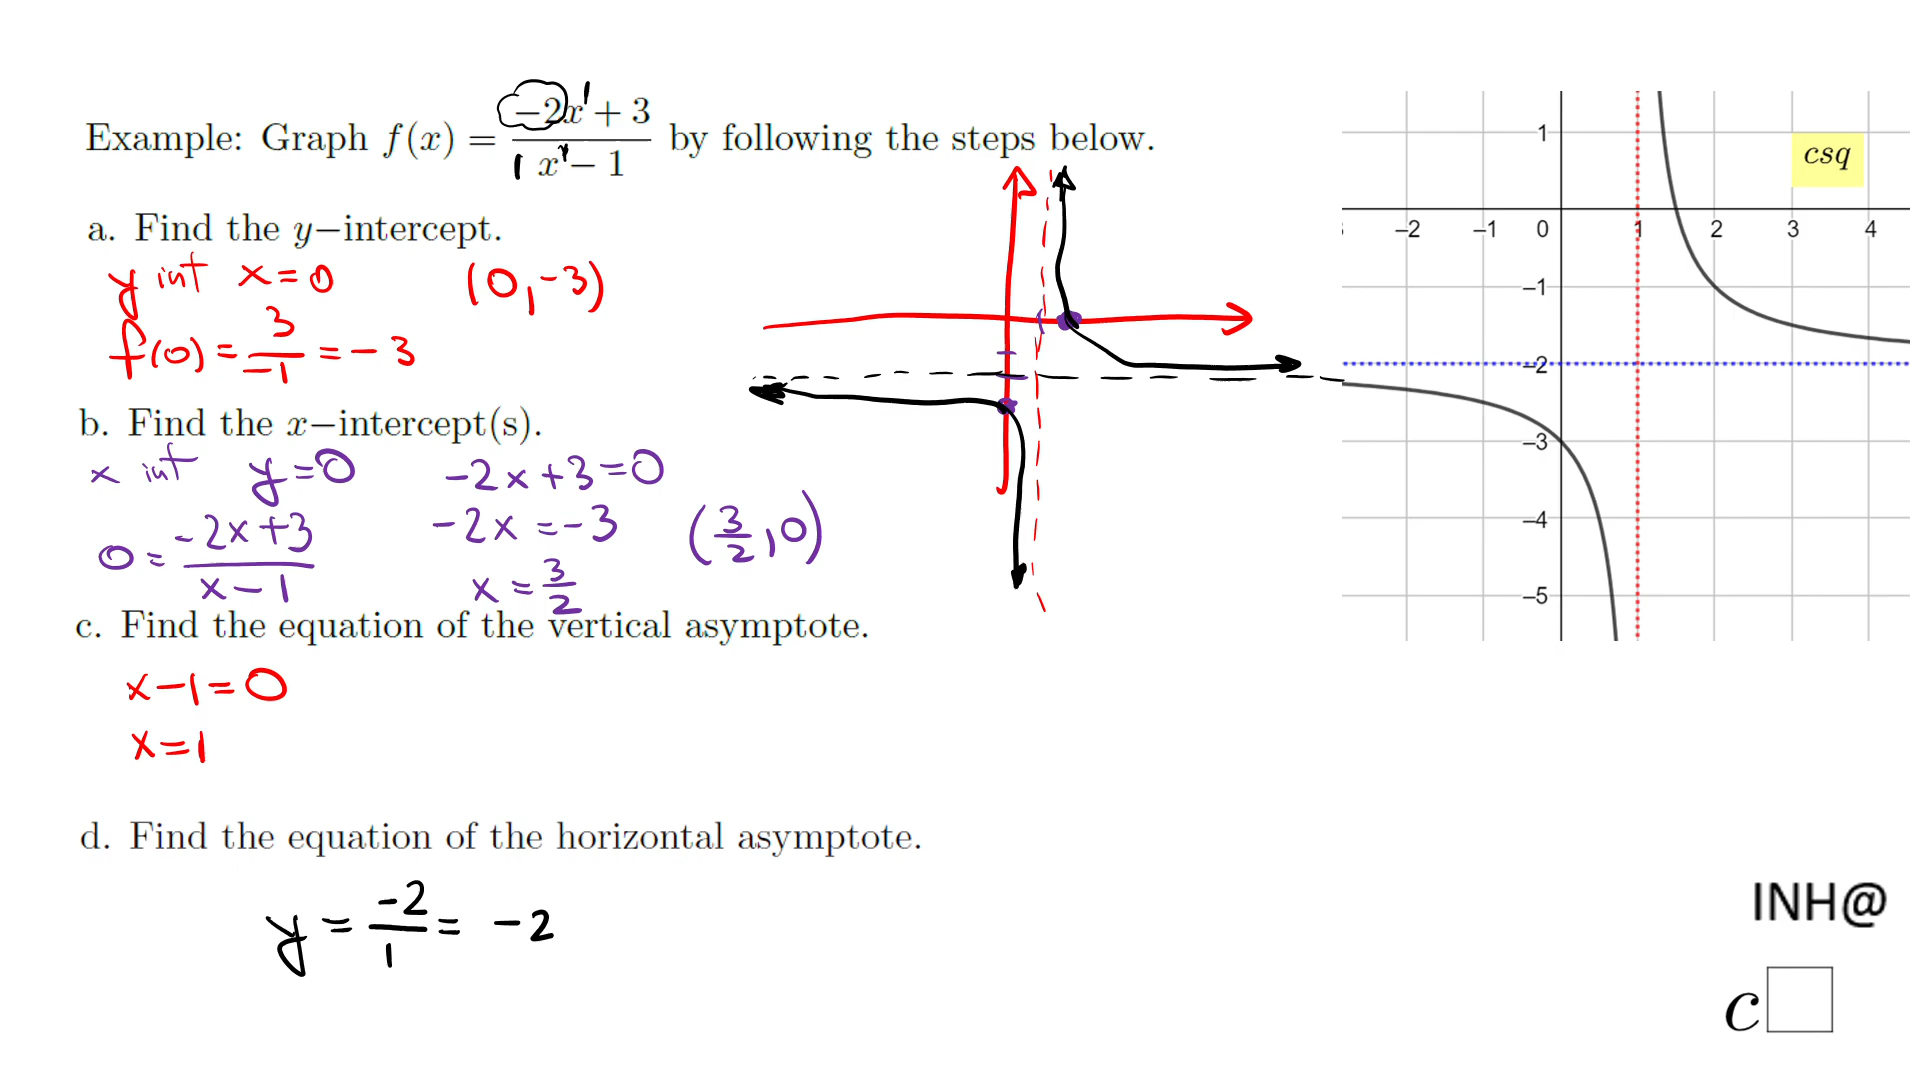 Example: Graph f(x) = (-2x¹ + 3)/(1 x¹ - 1) by following the steps below.
a. Find the y-intercept.
y int x = 0 (0, -3)
f(0) = 3/-1 = -3
b. Find the x-intercept(s).
x int y = 0 -2x + 3 = 0
0 = (-2x + 3)/(x - 1) -2x = -3 (3/2, 0)
x = 3/2
c. Find the equation of the vertical asymptote.
x - 1 = 0
x = 1
d. Find the equation of the horizontal asymptote.
y = -2/1 = -2
csq
1
-2 -1 0 1 2 3 4
-1
-2
-3
-4
-5
INH@
c